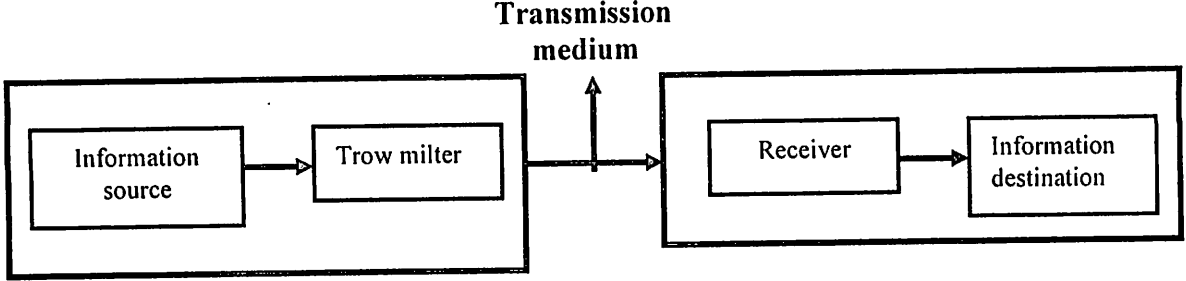 Transmission
medium
Information
source
Trow milter
Receiver
Information
destination